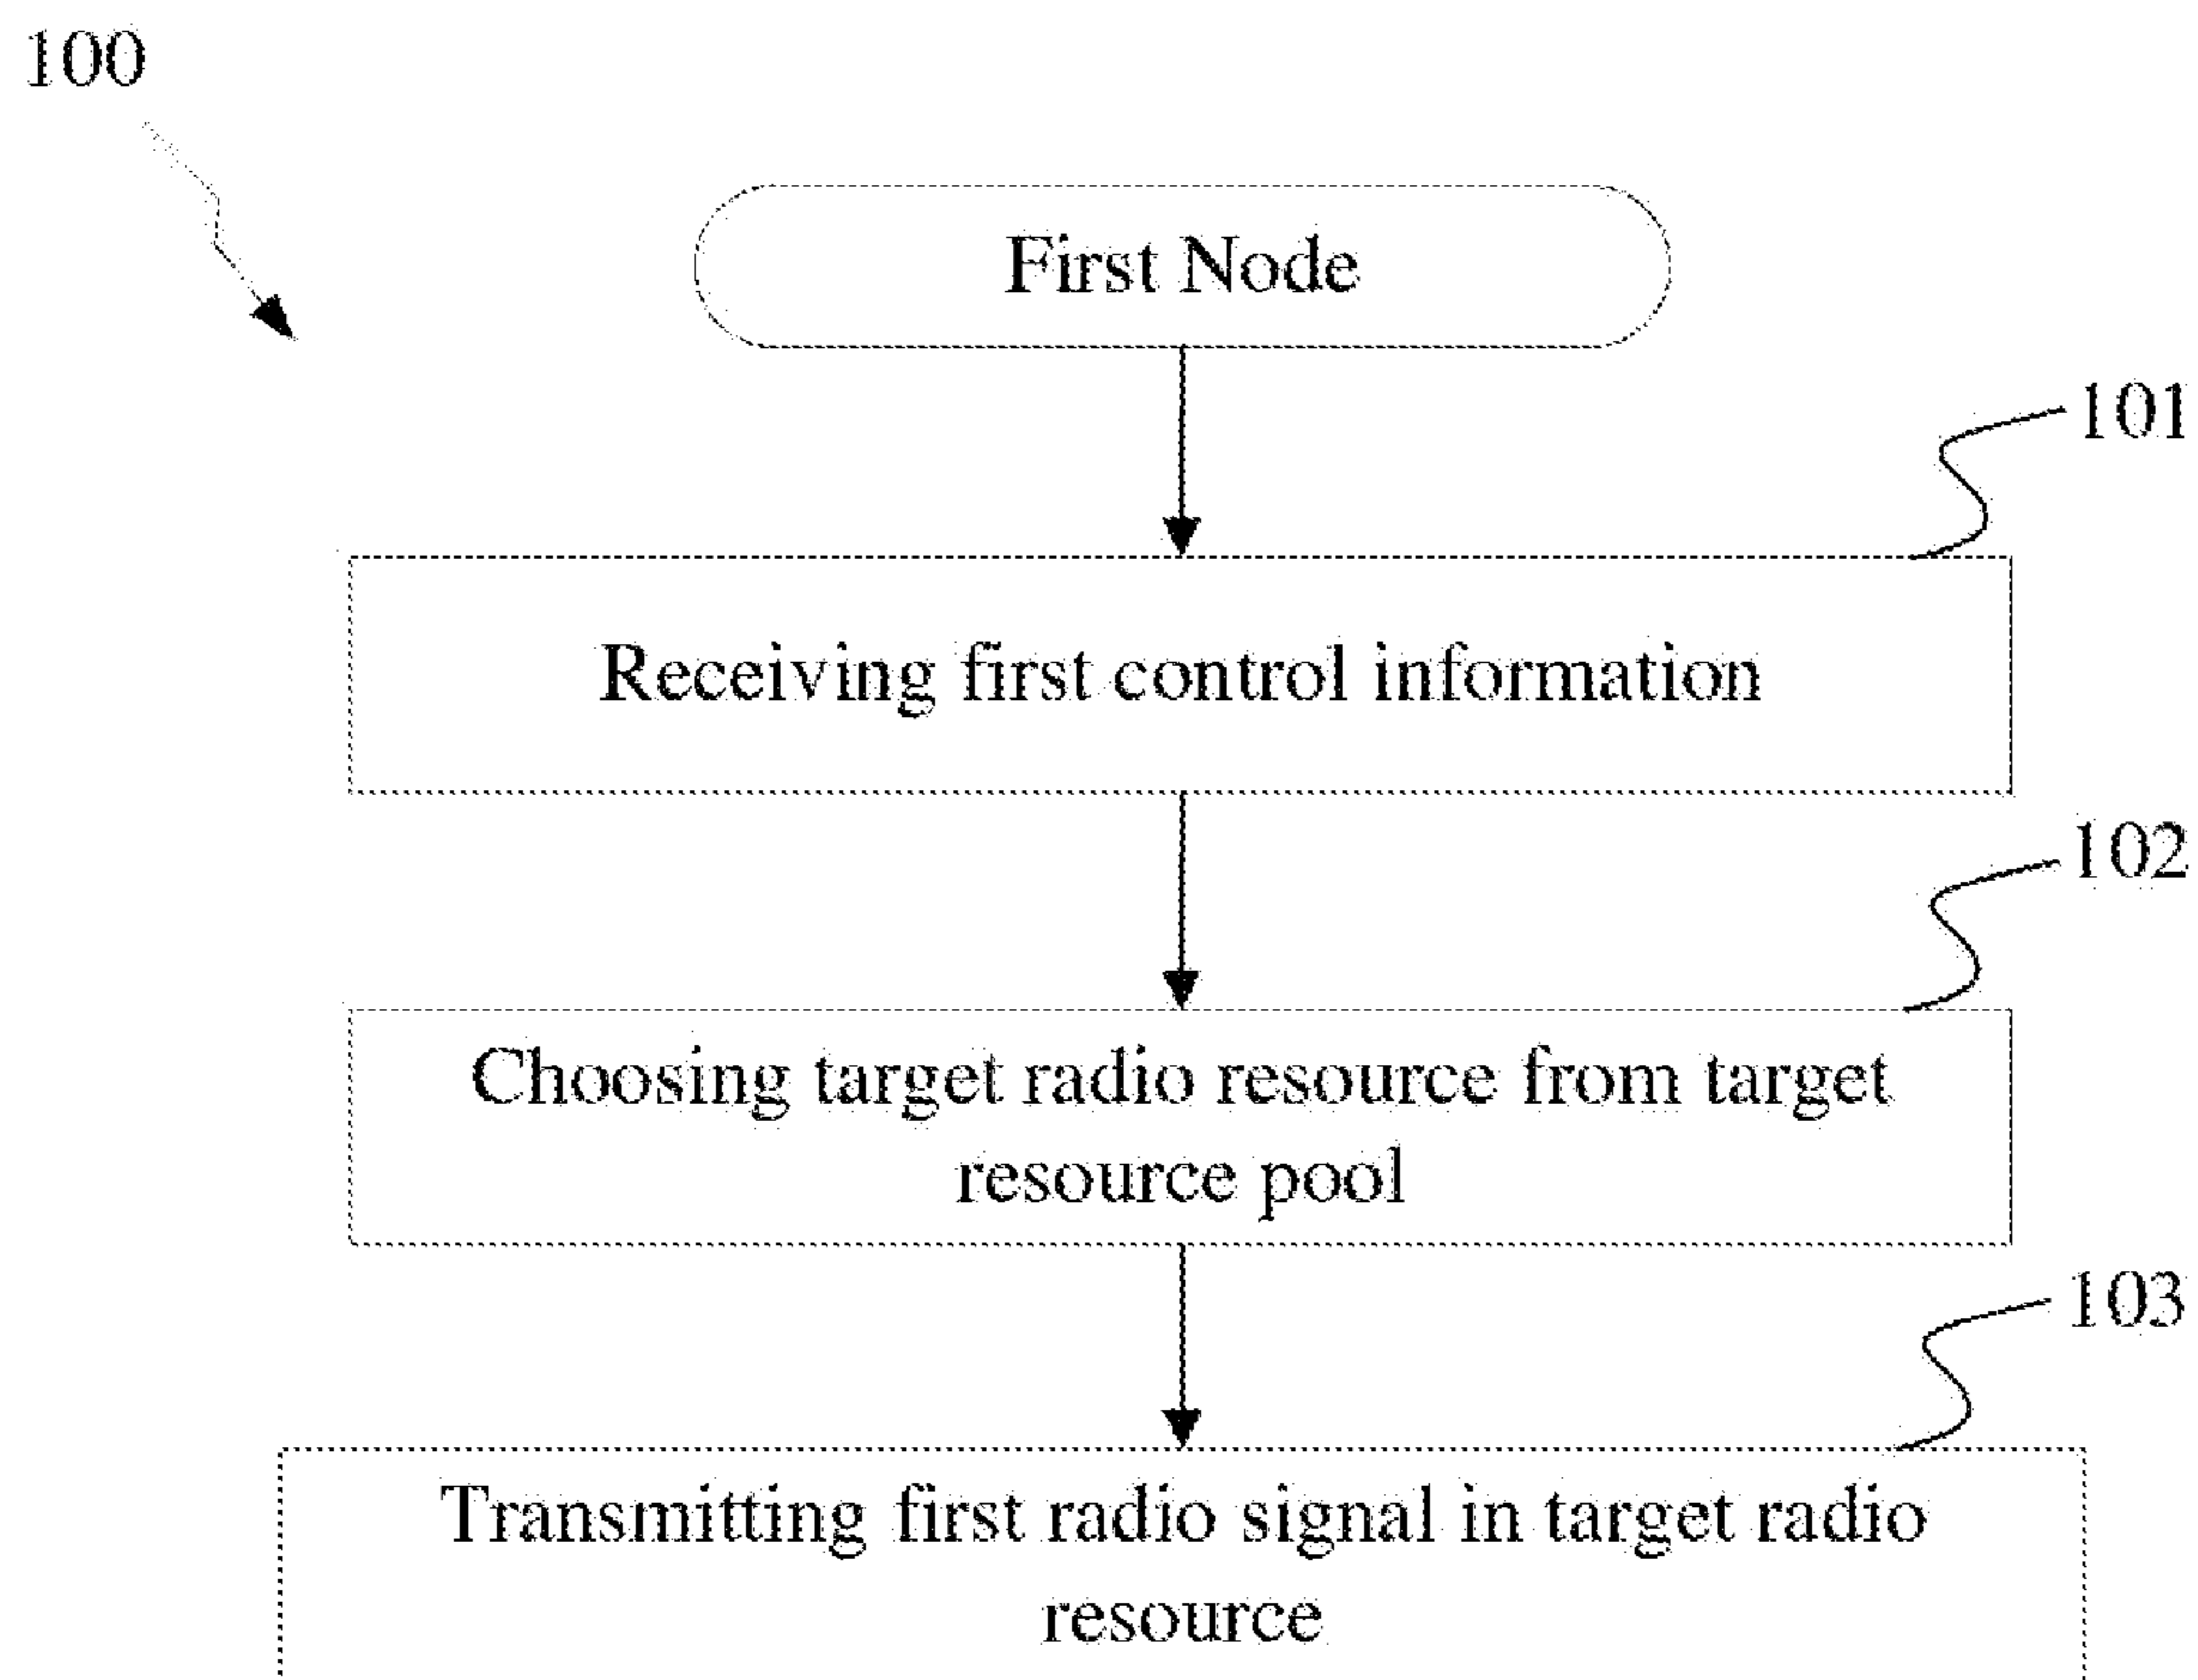 100
First Node
101
Receiving first control information
102
Choosing target radio resource from target
resource pool
103
Transmitting first radio signal in target radio
resource